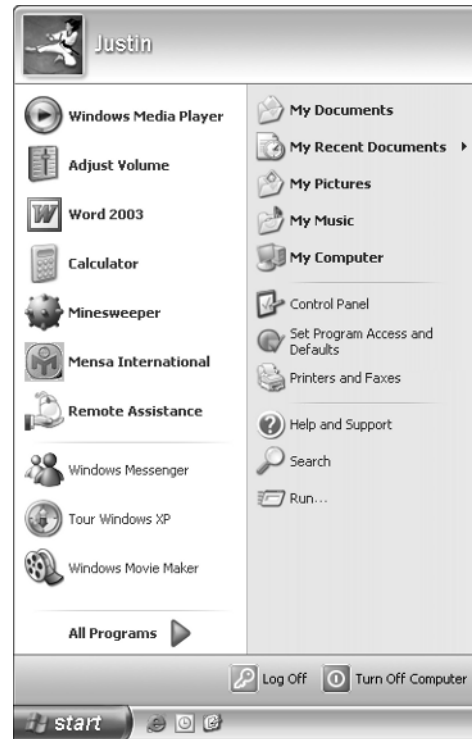 Justin
Windows Media Player
Adjust Volume
Word 2003
Calculator
Minesweeper
Mensa International
Remote Assistance
Windows Messenger
Tour Windows XP
Windows Movie Maker
All Programs
My Documents
My Recent Documents
My Pictures
My Music
My Computer
Control Panel
Set Program Access and
Defaults
Printers and Faxes
Help and Support
Search
Run...
Log Off
Turn Off Computer
start